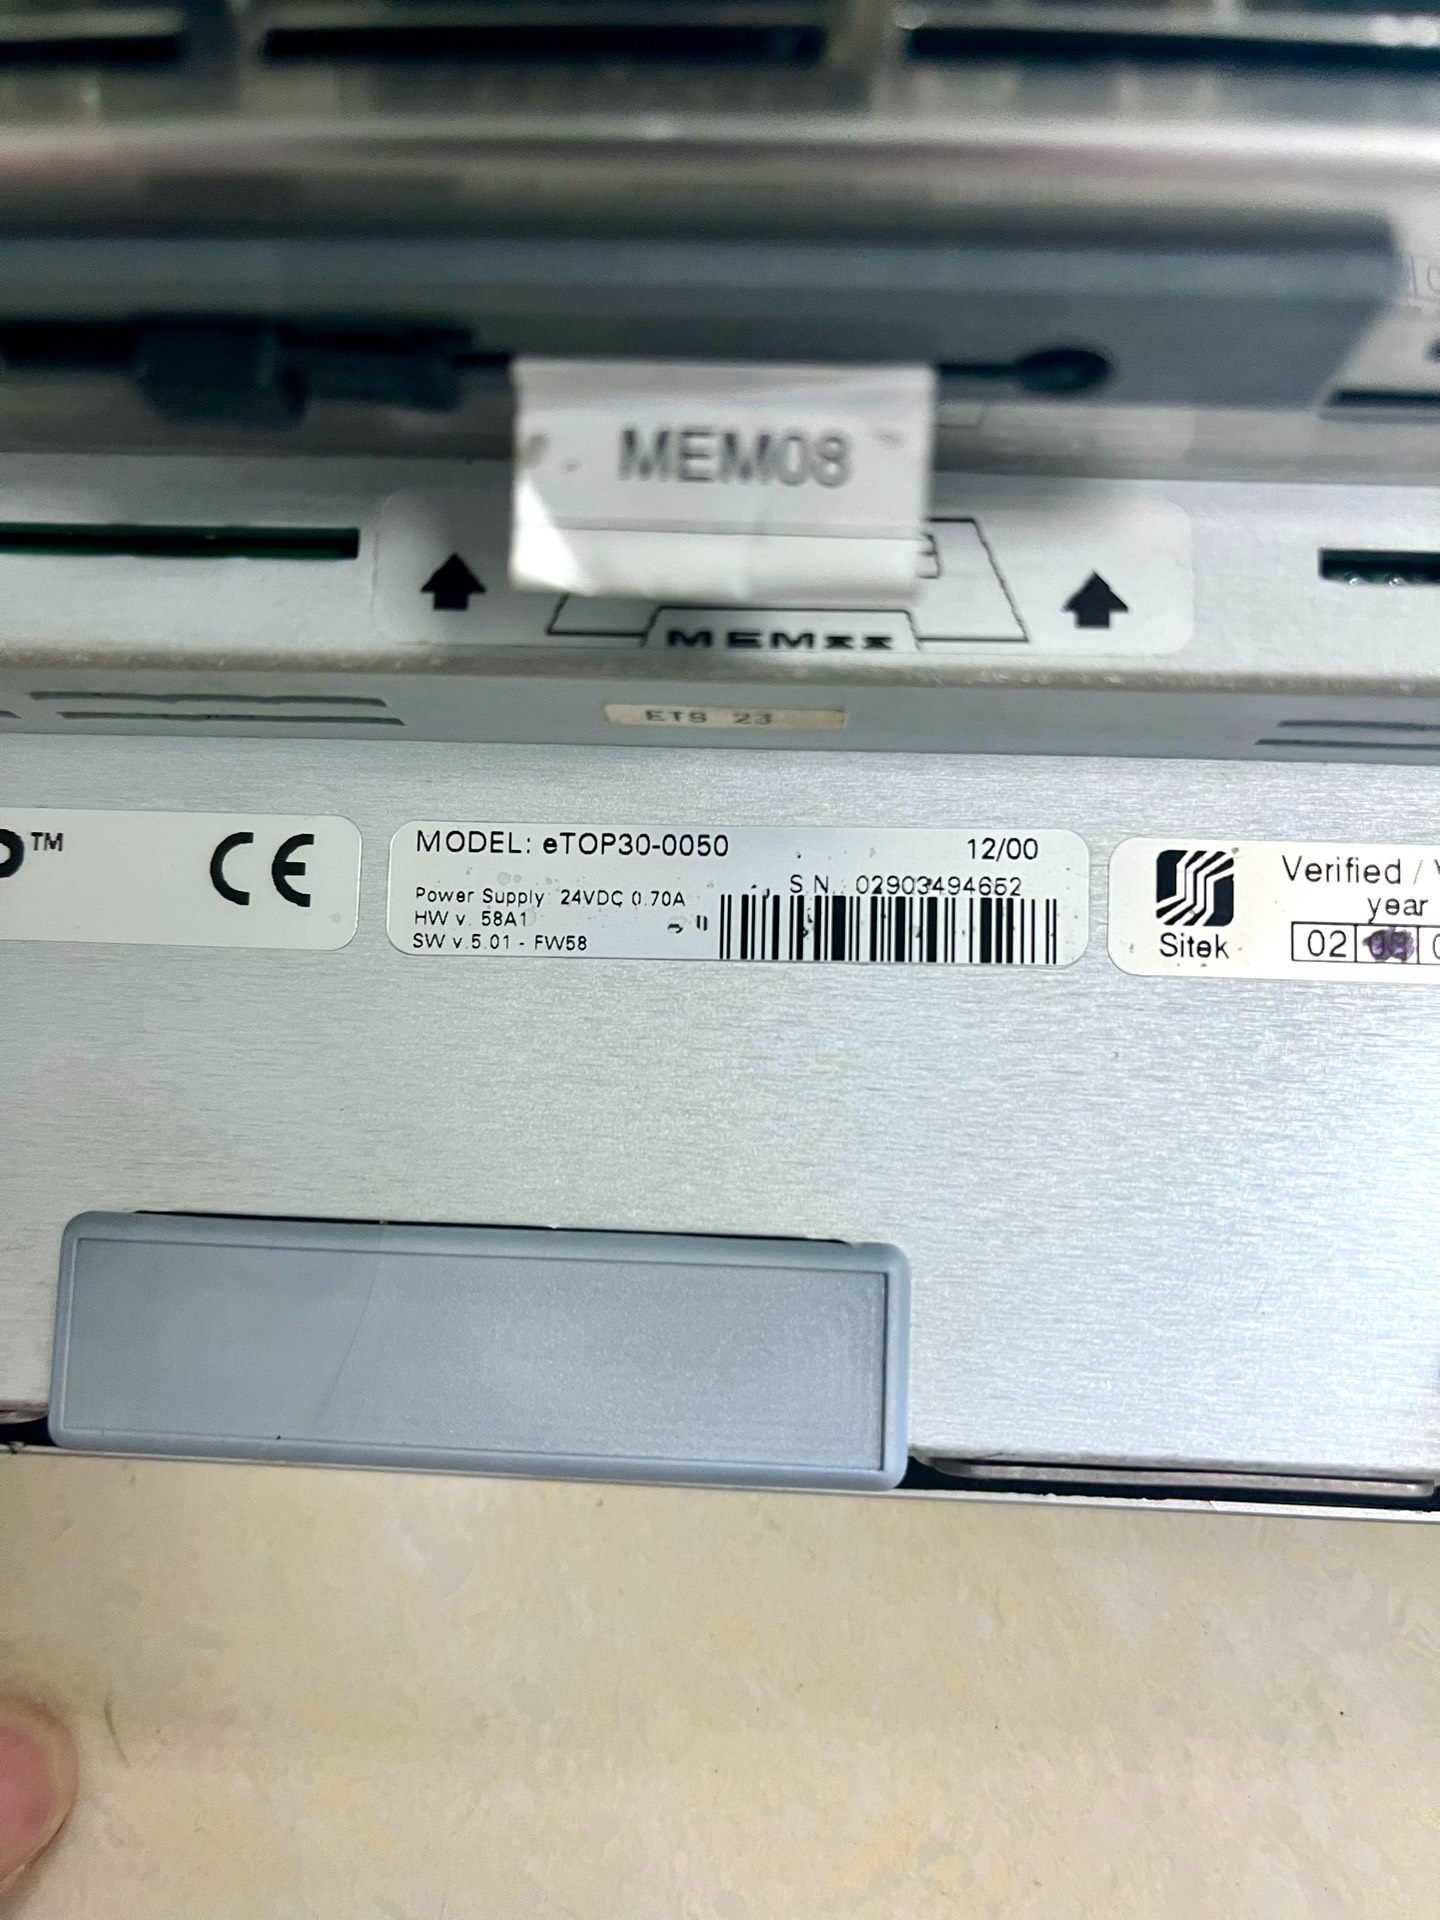 MEM08
MEMxx
ETS 23
TM
CE
MODEL: eTOP30-0050
12/00
Power Supply 24VDC 0.70A
HW v. 58A1
SW v.5.01 - FW58
S N. 02903494652
Sitek
Verified /
year
02